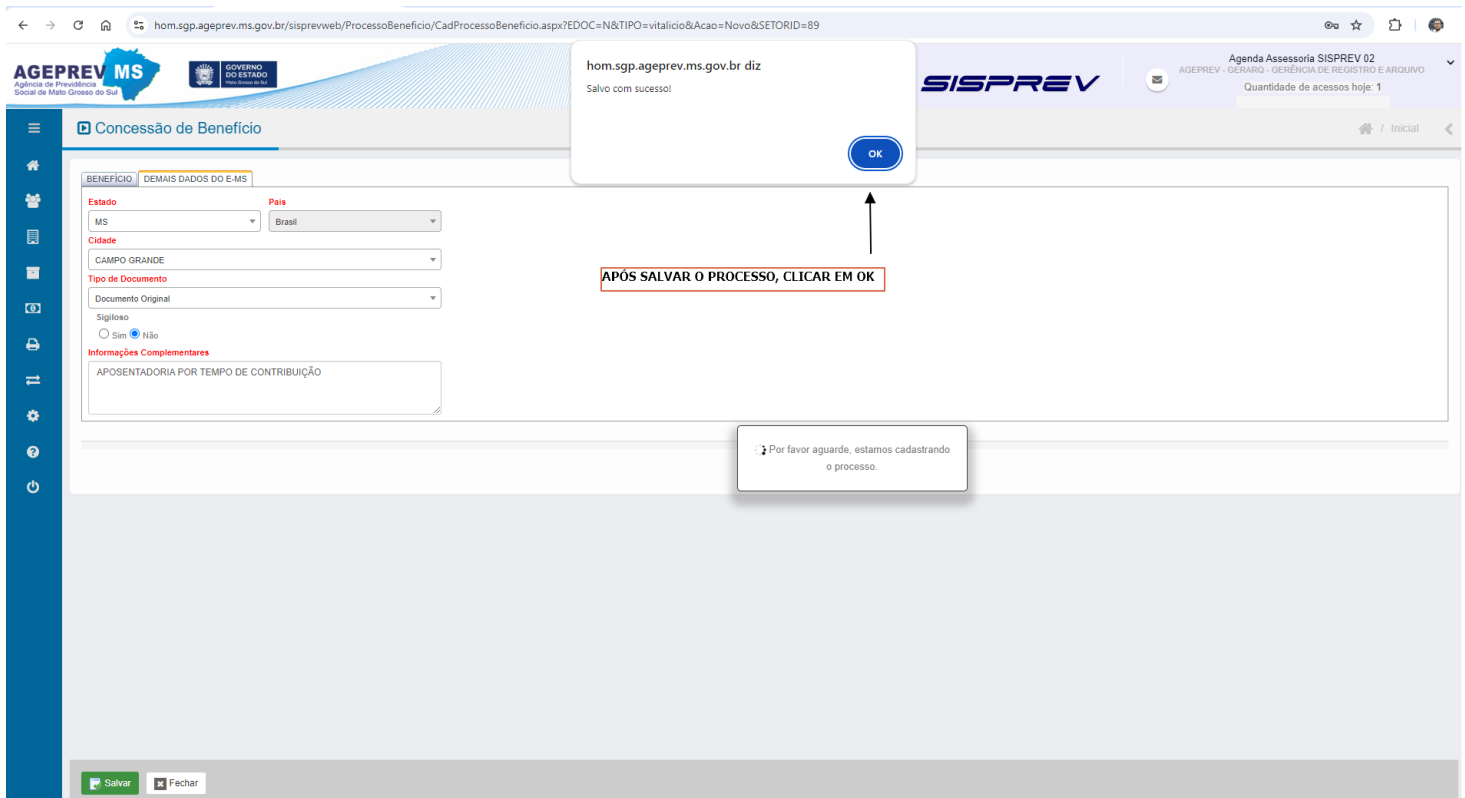 hom.sgp.ageprev.ms.gov.br/sisprevweb/ProcessoBeneficio/CadProcessoBeneficio.aspx?EDOC=N&TIPO=vitalicio&Acao=Novo&SETORID=89
AGEPREV MS
Agência de Previdência
Social de Mato Grosso do Sul
GOVERNO
DO ESTADO
Mato Grosso do Sul
hom.sgp.ageprev.ms.gov.br diz
Salvo com sucesso!
OK
SISPREV
Agenda Assessoria SISPREV 02
AGEPREV - GERARQ - GERÊNCIA DE REGISTRO E ARQUIVO
Quantidade de acessos hoje: 1
Concessão de Benefício
/ Inicial
BENEFÍCIO
DEMAIS DADOS DO E-MS
Estado
País
MS
Brasil
Cidade
CAMPO GRANDE
Tipo de Documento
Documento Original
Sigiloso
Sim
Não
Informações Complementares
APOSENTADORIA POR TEMPO DE CONTRIBUIÇÃO
APÓS SALVAR O PROCESSO, CLICAR EM OK
Por favor aguarde, estamos cadastrando
o processo.
Salvar
Fechar